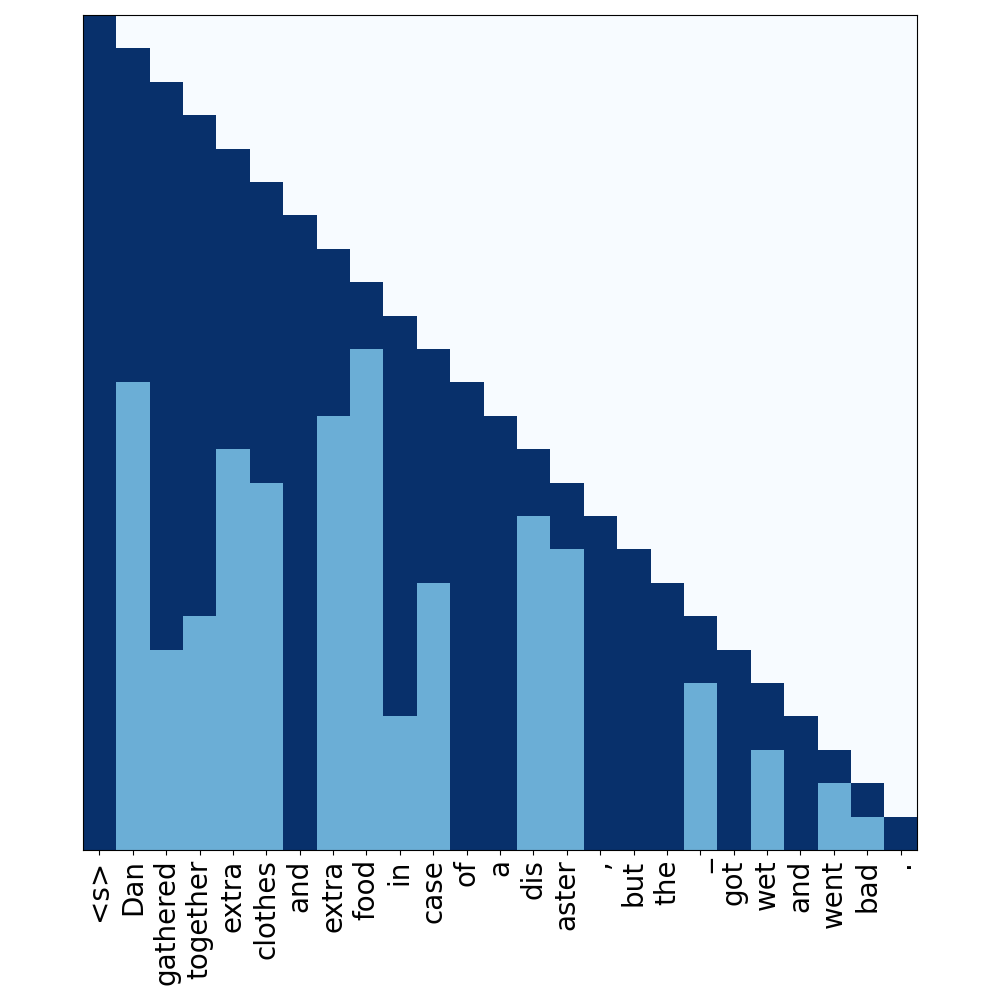 <s>
Dan
gathered
together
extra
clothes
and
extra
food
in
case
of
a
dis
aster
,
but
the
_
got
wet
and
went
bad
.